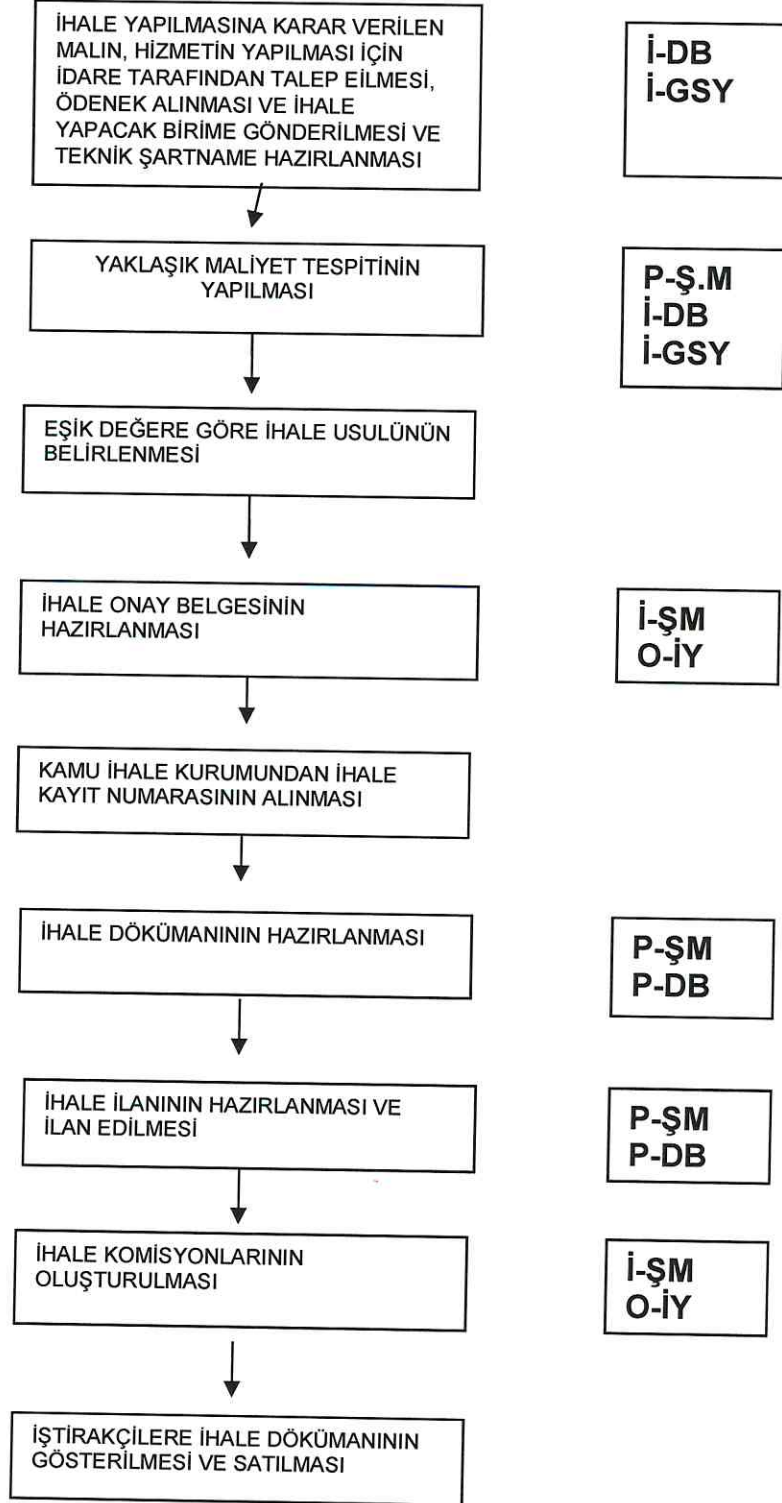 İHALE YAPILMASINA KARAR VERİLEN
MALIN, HİZMETİN YAPILMASI İÇİN
İDARE TARAFINDAN TALEP EİLMESİ,
ÖDENEK ALINMASI VE İHALE
YAPACAK BİRİME GÖNDERİLMESİ VE
TEKNİK ŞARTNAME HAZIRLANMASI
İ-DB
İ-GSY
YAKLAŞIK MALİYET TESPİTİNİN
YAPILMASI
P-Ş.M
İ-DB
İ-GSY
EŞİK DEĞERE GÖRE İHALE USULÜNÜN
BELİRLENMESİ
İHALE ONAY BELGESİNİN
HAZIRLANMASI
İ-ŞM
O-İY
KAMU İHALE KURUMUNDAN İHALE
KAYIT NUMARASININ ALINMASI
İHALE DÖKÜMANININ HAZIRLANMASI
P-ŞM
P-DB
İHALE İLANININ HAZIRLANMASI VE
İLAN EDİLMESİ
P-ŞM
P-DB
İHALE KOMİSYONLARININ
OLUŞTURULMASI
İ-ŞM
O-İY
İŞTİRAKÇİLERE İHALE DÖKÜMANININ
GÖSTERİLMESİ VE SATILMASI